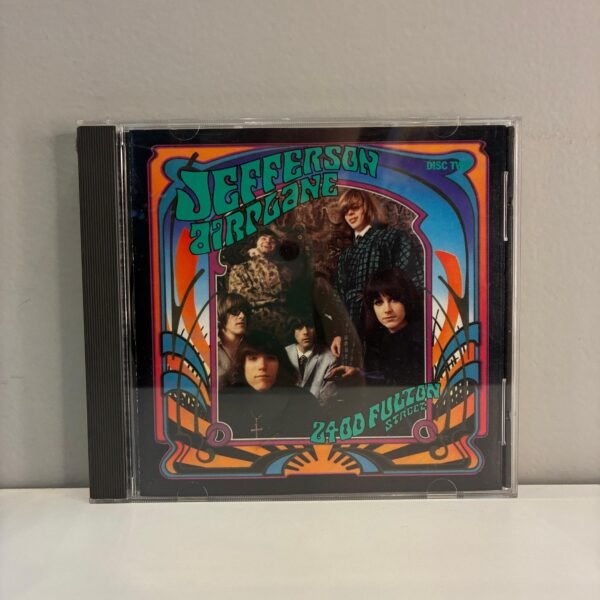 JEFFERSON
AIRPLANE
DISC TWO
2400 FULTON
STREET